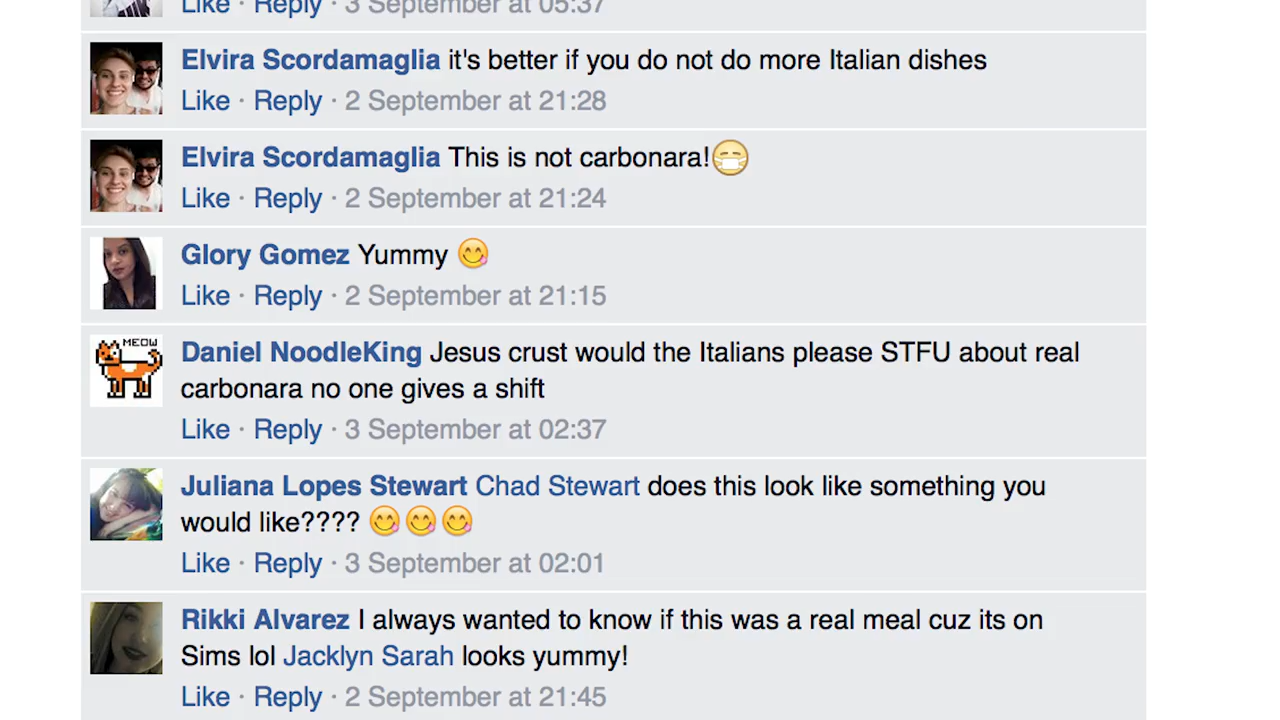 Like · Reply · 3 September at 05:37
Elvira Scordamaglia it's better if you do not do more Italian dishes
Like · Reply · 2 September at 21:28
Elvira Scordamaglia This is not carbonara!😷
Like · Reply · 2 September at 21:24
Glory Gomez Yummy 😋
Like · Reply · 2 September at 21:15
MEOW
Daniel NoodleKing Jesus crust would the Italians please STFU about real
carbonara no one gives a shift
Like · Reply · 3 September at 02:37
Juliana Lopes Stewart Chad Stewart does this look like something you
would like???? 😋😋😋
Like · Reply · 3 September at 02:01
Rikki Alvarez I always wanted to know if this was a real meal cuz its on
Sims lol Jacklyn Sarah looks yummy!
Like · Reply · 2 September at 21:45